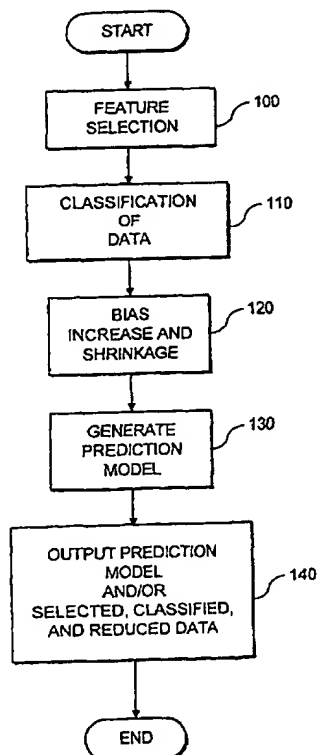 START
FEATURE
SELECTION
100
CLASSIFICATION
OF
DATA
110
BIAS
INCREASE AND
SHRINKAGE
120
GENERATE
PREDICTION
MODEL
130
OUTPUT PREDICTION
MODEL
AND/OR
SELECTED, CLASSIFIED,
AND REDUCED DATA
140
END